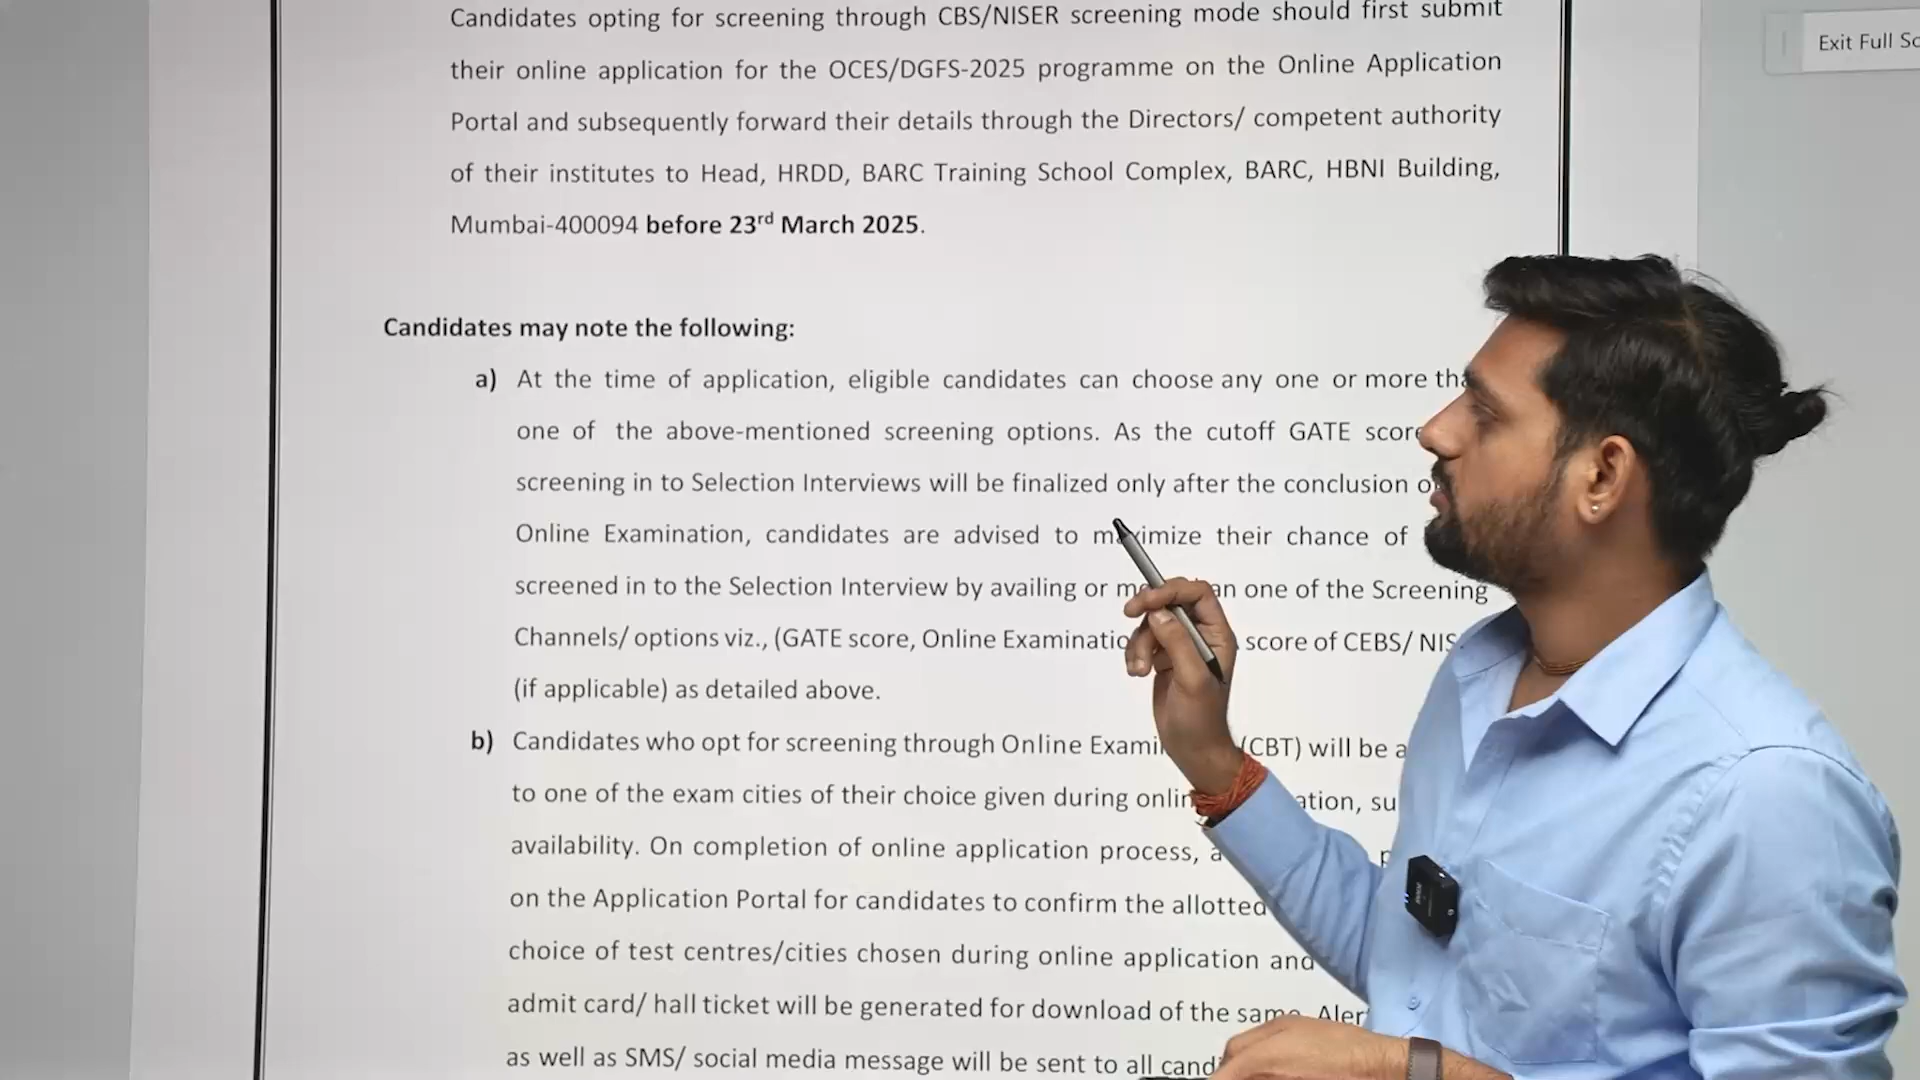 Candidates opting for screening through CBS/NISER screening mode should first submit
their online application for the OCES/DGFS-2025 programme on the Online Application
Portal and subsequently forward their details through the Directors/ competent authority
of their institutes to Head, HRDD, BARC Training School Complex, BARC, HBNI Building,
Mumbai-400094 before 23rd March 2025.
Exit Full
Candidates may note the following:
a) At the time of application, eligible candidates can choose any one or more
one of the above-mentioned screening options. As the cutoff GATE
screening in to Selection Interviews will be finalized only after the conclusion
Online Examination, candidates are advised to their chance of
screened in to the Selection Interview by availing or one of the Screening
Channels/ options viz., (GATE score, Online score of CEBS/
(if applicable) as detailed above.
b) Candidates who opt for screening through Online (CBT) will be
to one of the exam cities of their choice given during
availability. On completion of online application process,
on the Application Portal for candidates to confirm the allotted
choice of test centres/cities chosen during online application and
admit card/ hall ticket will be generated for download of the
as well as SMS/ social media message will be sent to all